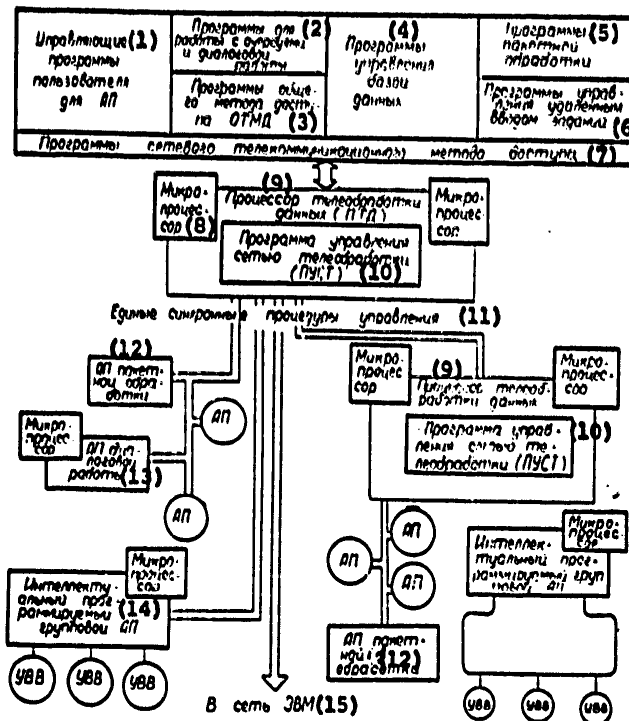 Управляющие (1)
программы
пользователя
для АП
Программы для (2)
работы с
и диалоговой
работы
Программы обще-
го метода досту-
па ОТМД (3)
(4)
Программы
управления
базой
данных
Программы (5)
пакетной
обработки
Программы управ-
ления удаленным
вводом заданий (6)
Программы сетевого телекоммуникационного метода доступа (7)
Микро-
процес-
сор (8)
(9)
Процессор телеобработки
данных (ПТД)
Микро-
процес-
сор
Программа управления
сетью телеобработки
(ПУСТ) (10)
Единые синхронные процедуры управления (11)
(12)
АП пакет-
ной обра-
ботки
АП
Микро-
процес-
сор
АП диа-
логовой
работы (13)
АП
Микро-
процес-
сор
(9)
Процессор телеоб-
работки данных
Микро-
процес-
сор
Программа управ-
ления сетью те-
леобработки (ПУСТ)
(10)
Микро-
процес-
сор
Интеллекту-
альный прог-
раммируемый (14)
групповой АП
УВВ
УВВ
УВВ
АП
АП
АП
АП пакет-
ной (12)
обработки
Микро-
процес-
сор
Интеллек-
туальный прог-
раммируемый груп
повой АП
УВВ
УВВ
УВВ
В сеть ЭВМ (15)